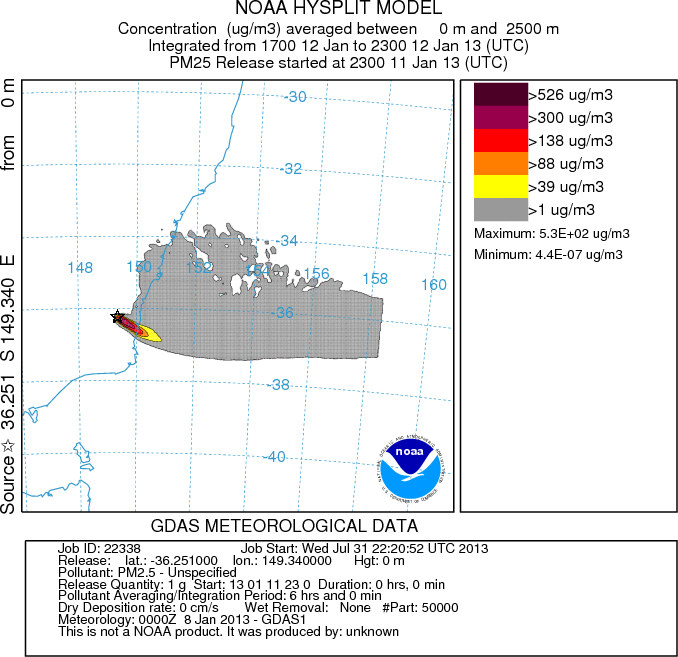 NOAA HYSPLIT MODEL
Concentration (ug/m3) averaged between 0 m and 2500 m
Integrated from 1700 12 Jan to 2300 12 Jan 13 (UTC)
PM25 Release started at 2300 11 Jan 13 (UTC)
Source ☆ 36.251 S 149.340 E from 0 m
-30
-32
-34
148 150 152 154 156 158 160
-36
-38
-40
noaa
>526 ug/m3
>300 ug/m3
>138 ug/m3
>88 ug/m3
>39 ug/m3
>1 ug/m3
Maximum: 5.3E+02 ug/m3
Minimum: 4.4E-07 ug/m3
GDAS METEOROLOGICAL DATA
Job ID: 22338 Job Start: Wed Jul 31 22:20:52 UTC 2013
Release: lat.: -36.251000 lon.: 149.340000 Hgt: 0 m
Pollutant: PM2.5 - Unspecified
Release Quantity: 1 g Start: 13 01 11 23 0 Duration: 0 hrs, 0 min
Pollutant Averaging/Integration Period: 6 hrs and 0 min
Dry Deposition rate: 0 cm/s Wet Removal: None #Part: 50000
Meteorology: 0000Z 8 Jan 2013 - GDAS1
This is not a NOAA product. It was produced by: unknown